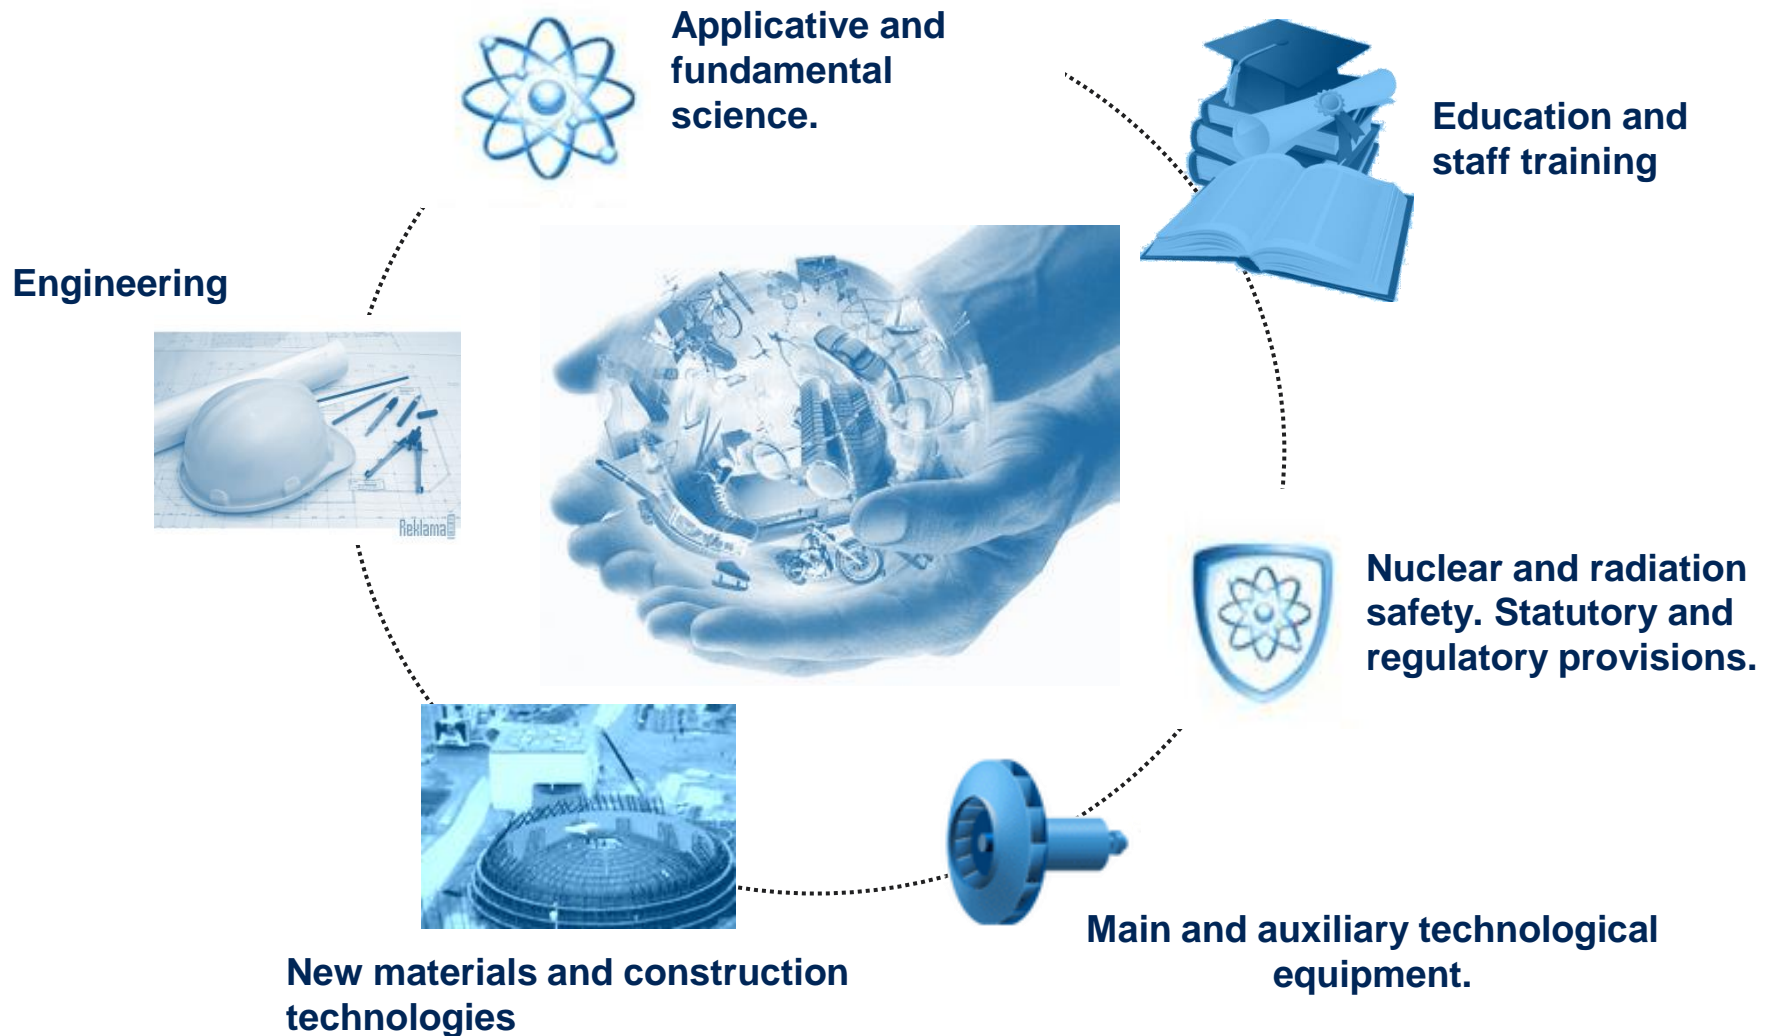 Applicative and
fundamental
science.
Education and
staff training
Engineering
Reklama
Nuclear and radiation
safety. Statutory and
regulatory provisions.
Main and auxiliary technological
equipment.
New materials and construction
technologies